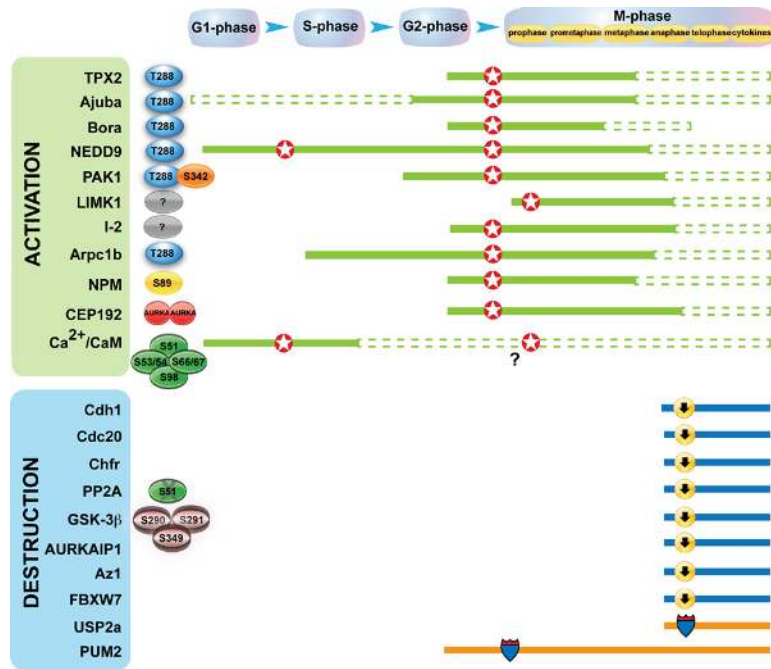 G1-phase S-phase G2-phase M-phase
prophase prometaphase metaphase anaphase telophase cytokines
ACTIVATION
TPX2 T288
Ajuba T288
Bora T288
NEDD9 T288
PAK1 T288 S342
LIMK1 ?
I-2 ?
Arpc1b T288
NPM S89
CEP192 AURKA AURKA
Ca2+/CaM S51
S53/54 S66/67
S98
?
DESTRUCTION
Cdh1
Cdc20
Chfr
PP2A S51
GSK-3β S290 S291
S349
AURKAIP1
Az1
FBXW7
USP2a
PUM2